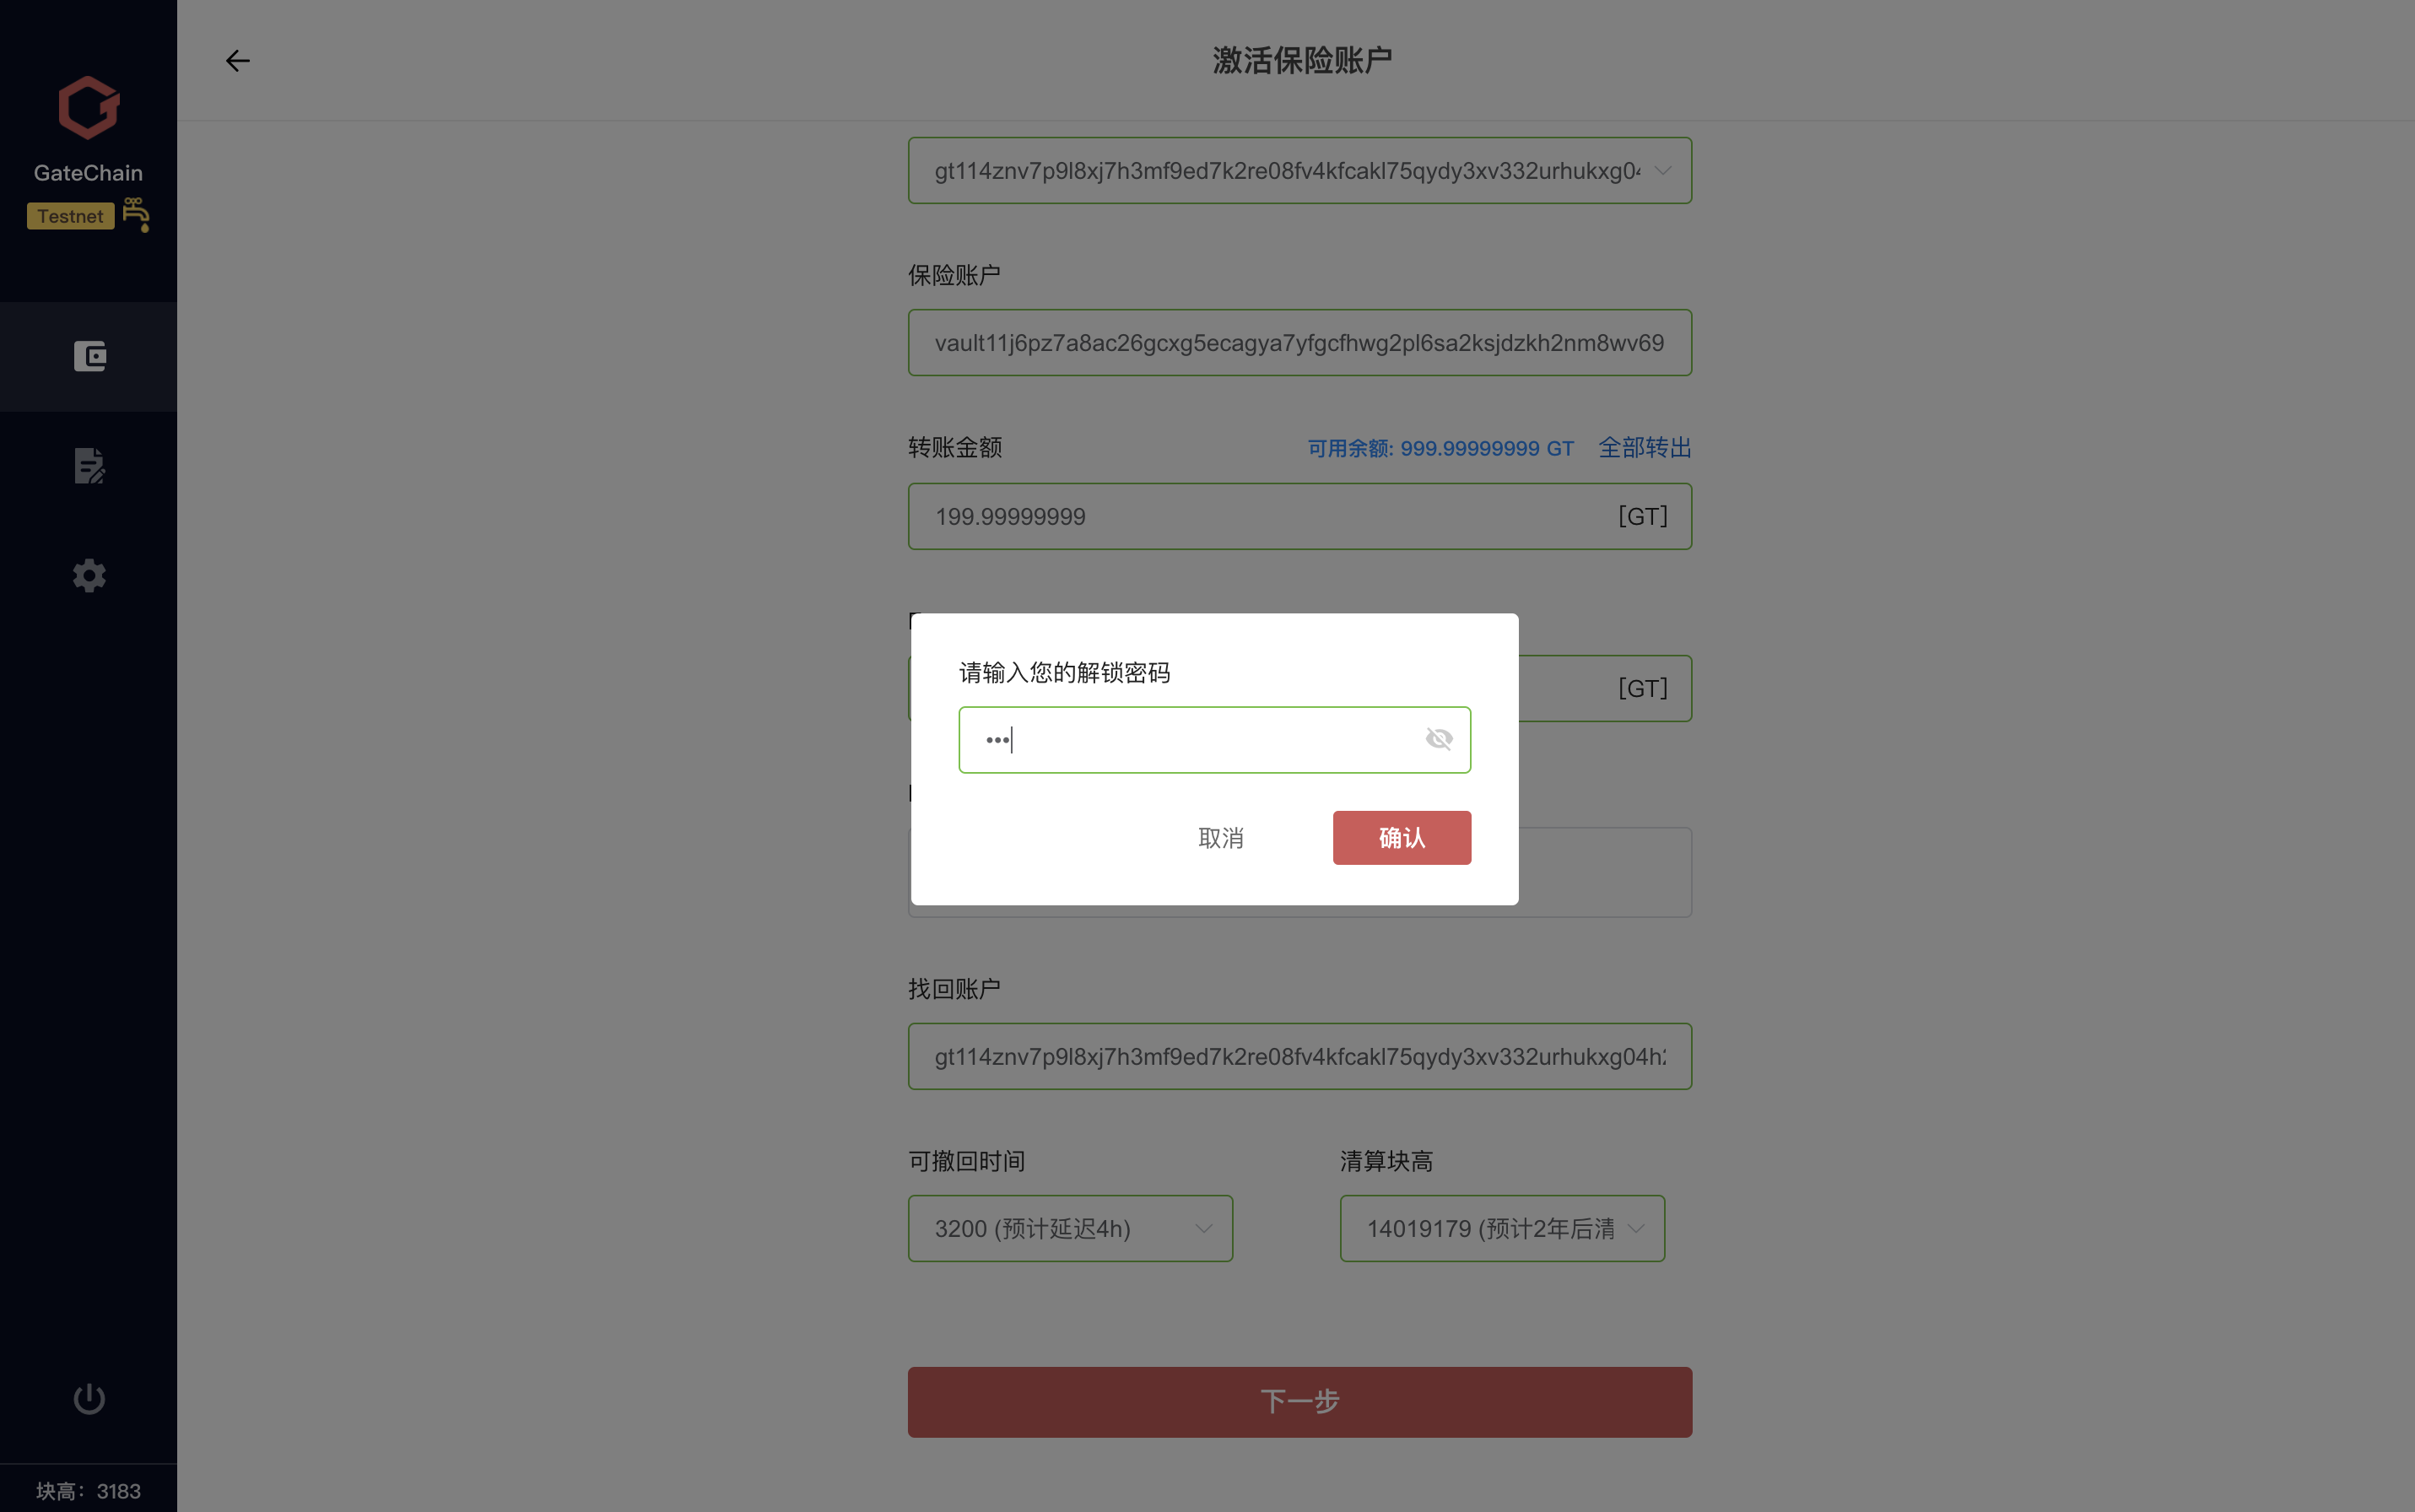 激活保险账户
GateChain
Testnet
gt114znv7p9l8xj7h3mf9ed7k2re08fv4kfcakl75qydy3xv332urhukxg0
保险账户
vault11j6pz7a8ac26gcxg5ecagya7yfgcfhwg2pl6sa2ksjdzkh2nm8wv69
转账金额 可用余额: 999.99999999 GT 全部转出
199.99999999 [GT]
[GT]
请输入您的解锁密码
•••
取消 确认
找回账户
gt114znv7p9l8xj7h3mf9ed7k2re08fv4kfcakl75qydy3xv332urhukxg04h
可撤回时间 清算块高
3200 (预计延迟4h) 14019179 (预计2年后清
下一步
块高：3183